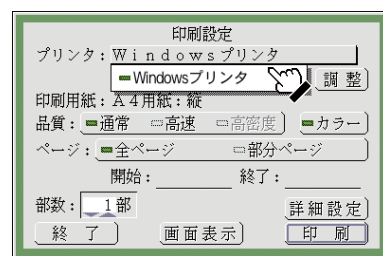 印刷設定
プリンタ：Ｗｉｎｄｏｗｓプリンタ
Windowsプリンタ 調整
印刷用紙：Ａ４用紙：縦
品質：通常 高速 高密度 カラー
ページ：全ページ 部分ページ
開始： 終了：
部数：１部 詳細設定
終了 画面表示 印刷